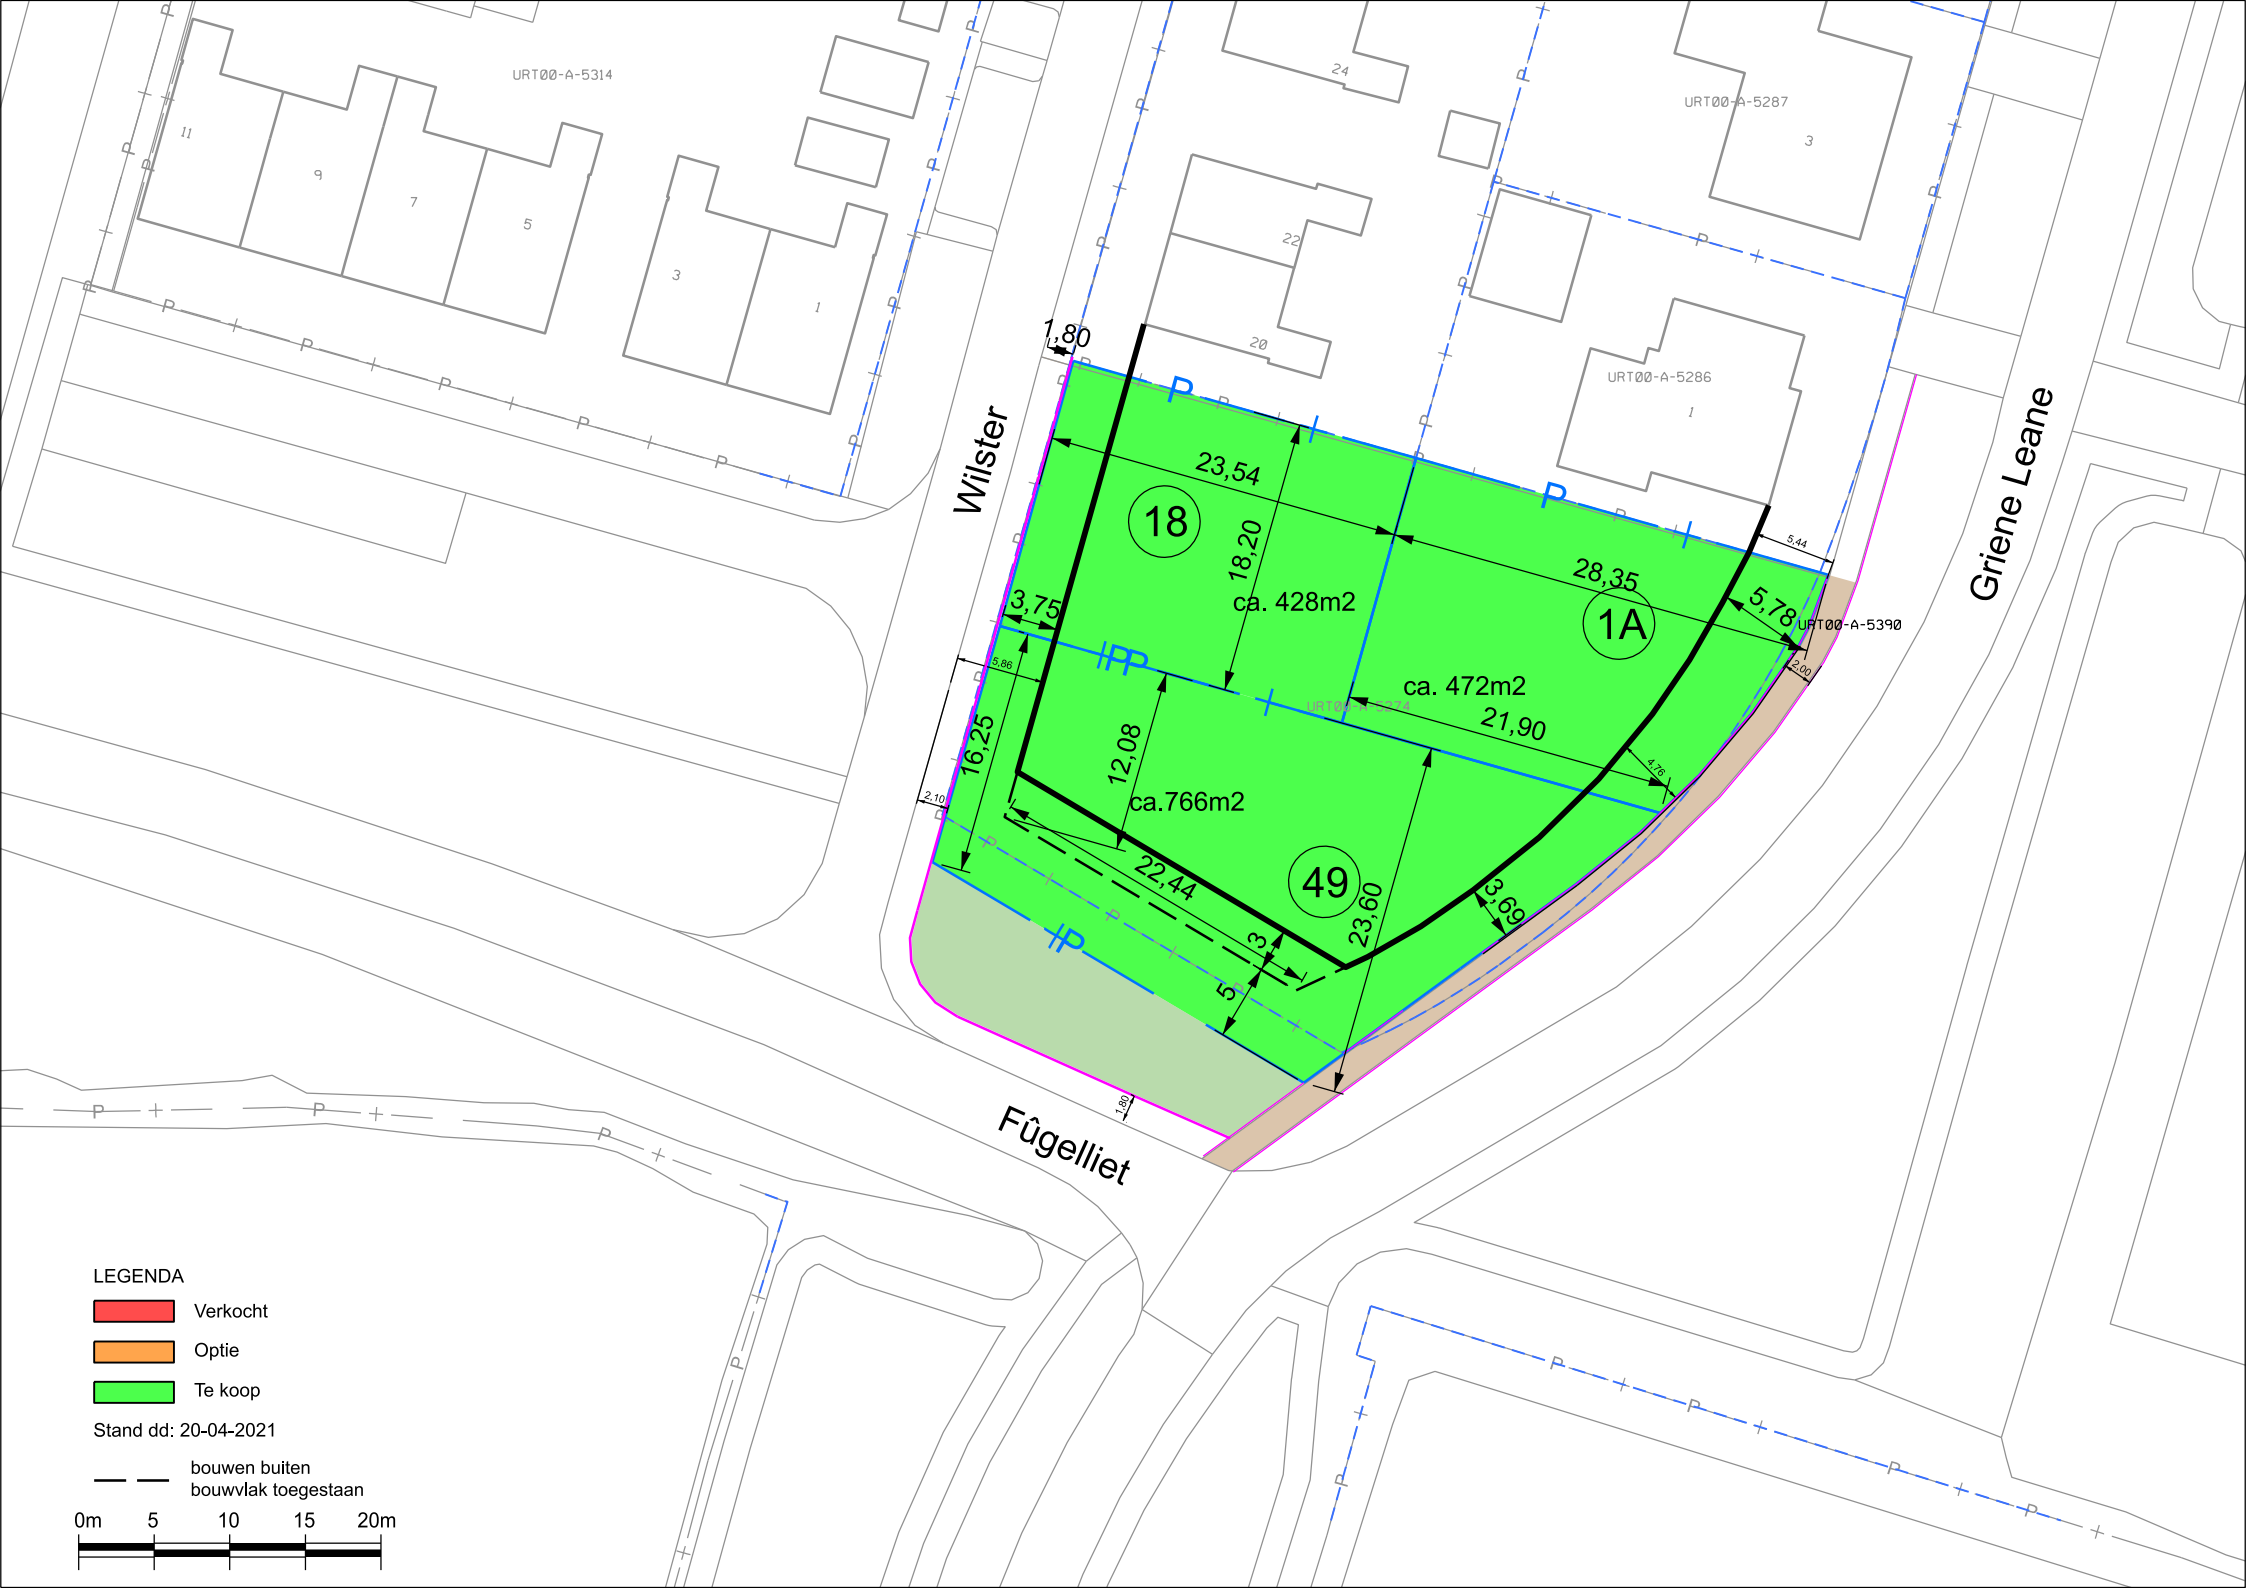 URT00-A-5314
11
9
7
5
3
1
24
22
20
URT00-A-5287
3
URT00-A-5286
1
1,80
P
P
Wilster
Griene Leane
23,54
18
18,20
ca. 428m2
28,35
1A
5,44
5,78
URT00-A-5390
2,00
3,75
PP
5,86
ca. 472m2
URT00-A-5274
21,90
4,76
16,25
12,08
ca.766m2
2,10
22,44
49
23,60
3,69
3
5
P
1,80
Fûgelliet
LEGENDA
Verkocht
Optie
Te koop
Stand dd: 20-04-2021
bouwen buiten
bouwvlak toegestaan
0m 5 10 15 20m